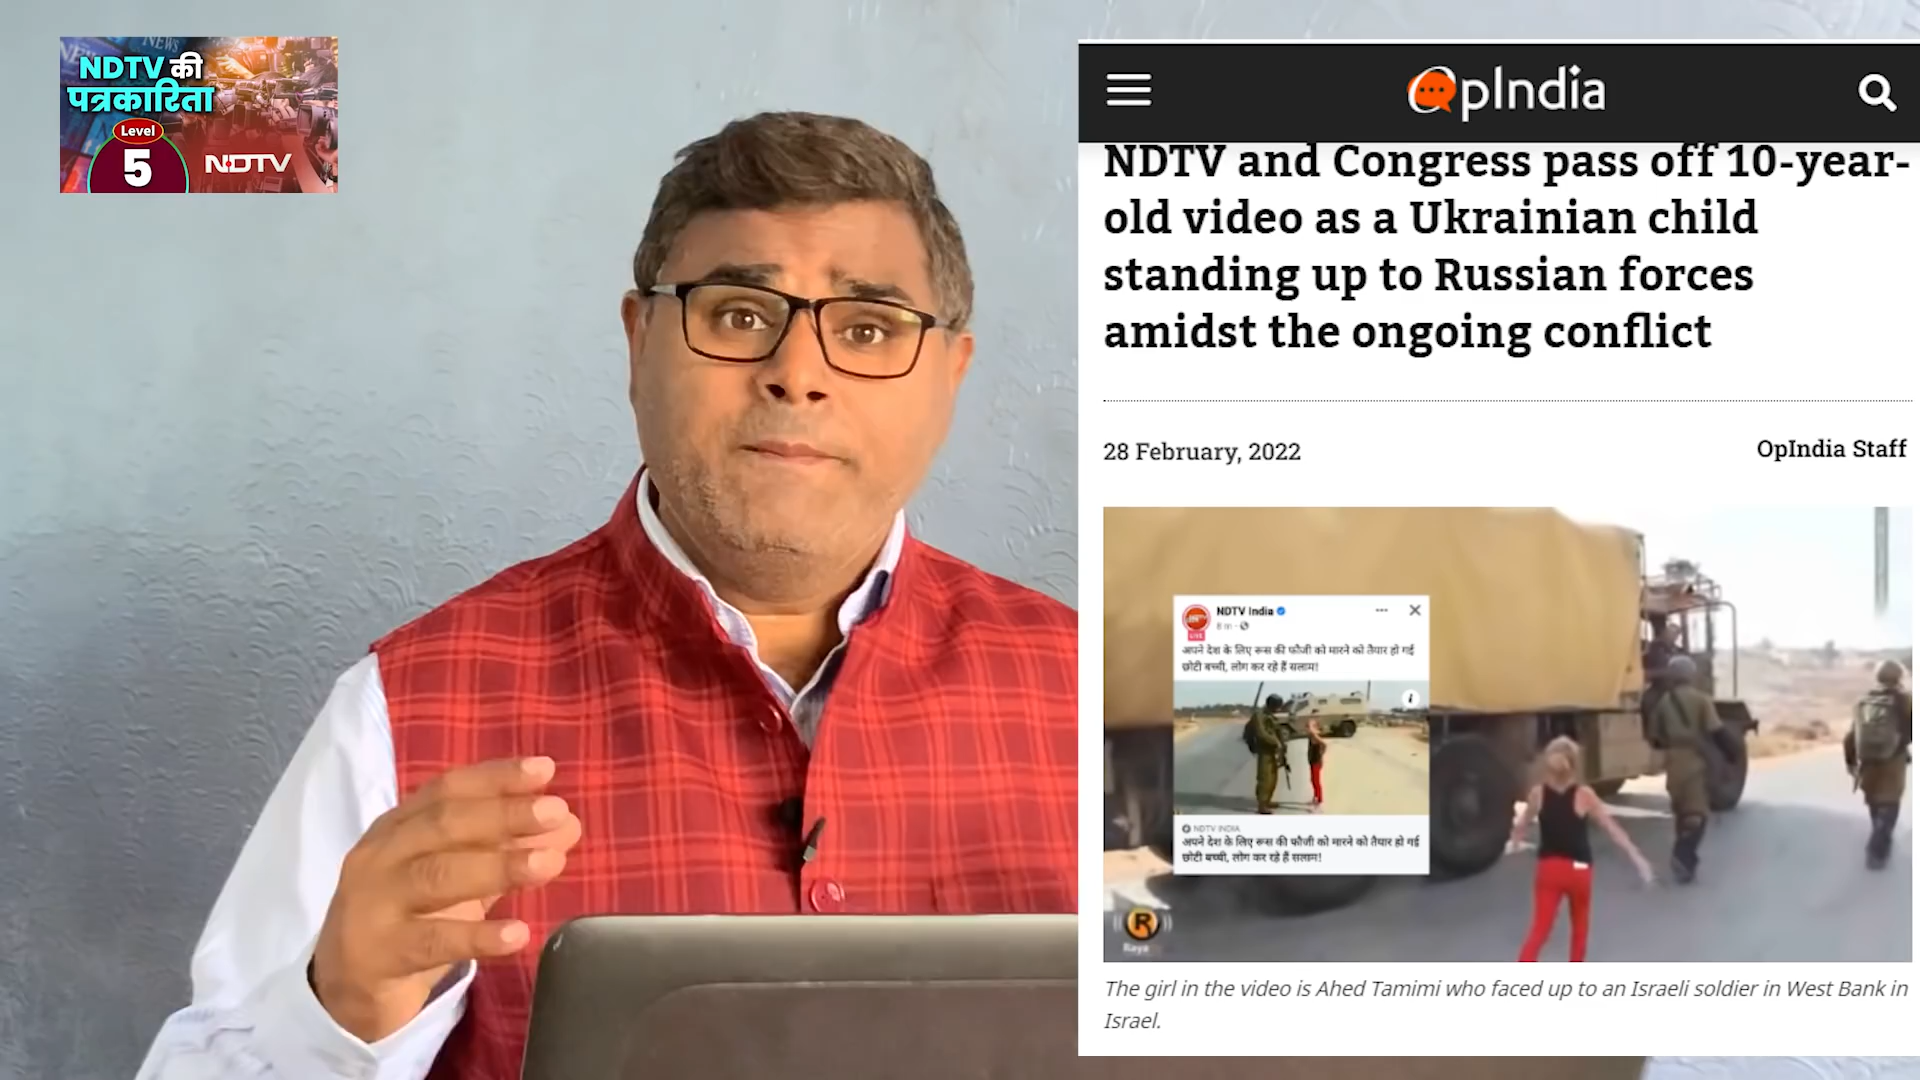 NEWS
NDTV की
पत्रकारिता
Level
5
NDTV
OpIndia
NDTV and Congress pass off 10-year-
old video as a Ukrainian child
standing up to Russian forces
amidst the ongoing conflict
28 February, 2022
OpIndia Staff
NDTV India
8 m
अपने देश के लिए रूस की फौजी को मारने को तैयार हो गई
छोटी बच्ची, लोग कर रहे हैं सलाम!
NDTV INDIA
अपने देश के लिए रूस की फौजी को मारने को तैयार हो गई
छोटी बच्ची, लोग कर रहे हैं सलाम!
R
Raya
The girl in the video is Ahed Tamimi who faced up to an Israeli soldier in West Bank in
Israel.